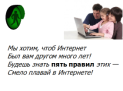 Мы хотим, чтоб Интернет
Был вам другом много лет!
Будешь знать пять правил этих —
Смело плавай в Интернете!